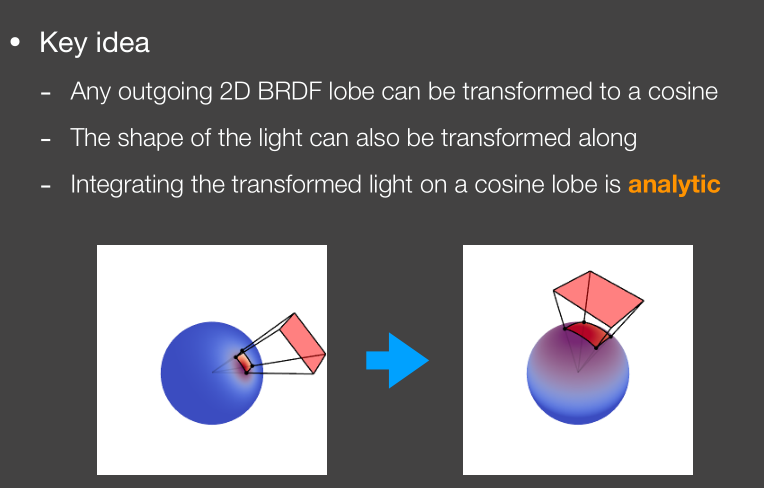 • Key idea
- Any outgoing 2D BRDF lobe can be transformed to a cosine
- The shape of the light can also be transformed along
- Integrating the transformed light on a cosine lobe is analytic